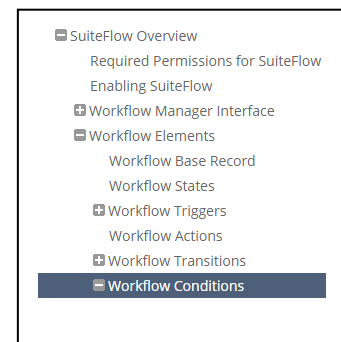 SuiteFlow Overview
Required Permissions for SuiteFlow
Enabling SuiteFlow
Workflow Manager Interface
Workflow Elements
Workflow Base Record
Workflow States
Workflow Triggers
Workflow Actions
Workflow Transitions
Workflow Conditions